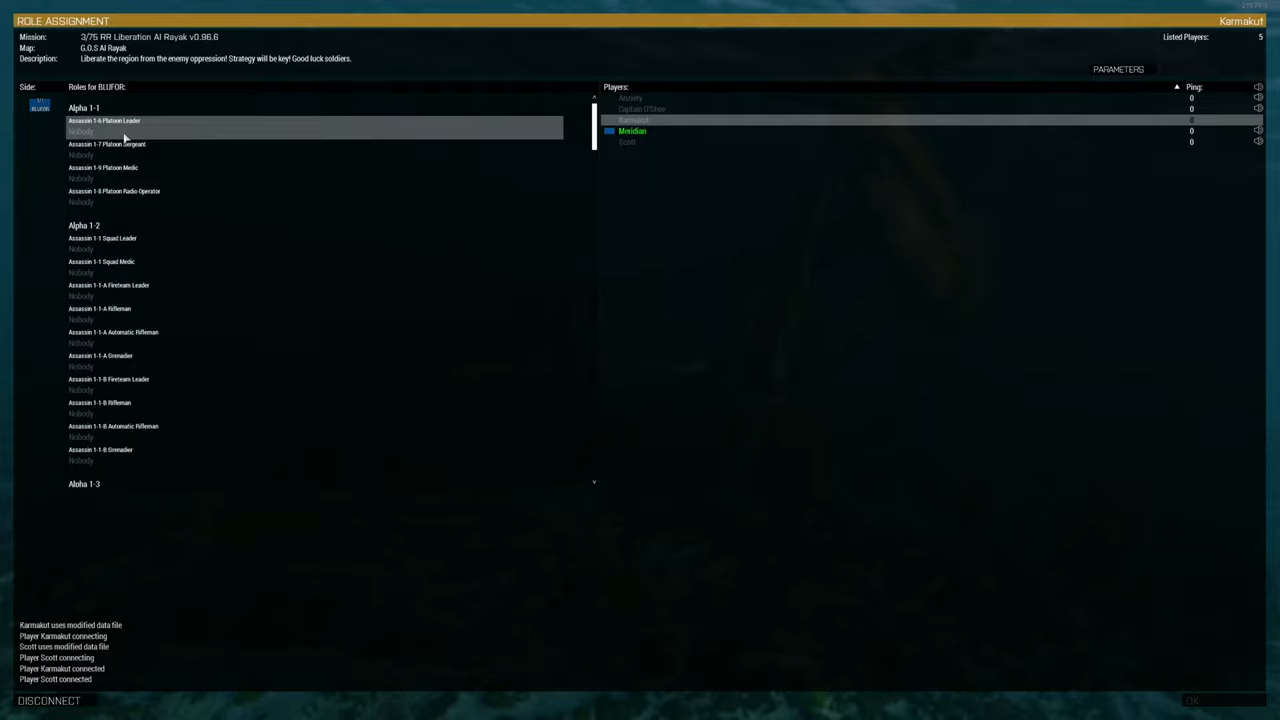 ROLE ASSIGNMENT
Karmakut
Mission: 3/75 RR Liberation Al Rayak v0.96.6
Listed Players: 5
Map: G.O.S Al Rayak
Description: Liberate the region from the enemy oppression! Strategy will be key! Good luck soldiers.
PARAMETERS
Side: Roles for BLUFOR:
Players: Ping:
BLUFOR
Alpha 1-1
Assassin 1-6 Platoon Leader
Nobody
Assassin 1-7 Platoon Sergeant
Nobody
Assassin 1-9 Platoon Medic
Nobody
Assassin 1-8 Platoon Radio Operator
Nobody
Alpha 1-2
Assassin 1-1 Squad Leader
Nobody
Assassin 1-1 Squad Medic
Nobody
Assassin 1-1-A Fireteam Leader
Nobody
Assassin 1-1-A Rifleman
Nobody
Assassin 1-1-A Automatic Rifleman
Nobody
Assassin 1-1-A Grenadier
Nobody
Assassin 1-1-B Fireteam Leader
Nobody
Assassin 1-1-B Rifleman
Nobody
Assassin 1-1-B Automatic Rifleman
Nobody
Assassin 1-1-B Grenadier
Nobody
Alpha 1-3
Anxiety 0
Captain O'Shee 0
Karmakut 0
Meridian 0
Scott 0
Karmakut uses modified data file
Player Karmakut connecting
Scott uses modified data file
Player Scott connecting
Player Karmakut connected
Player Scott connected
DISCONNECT
OK